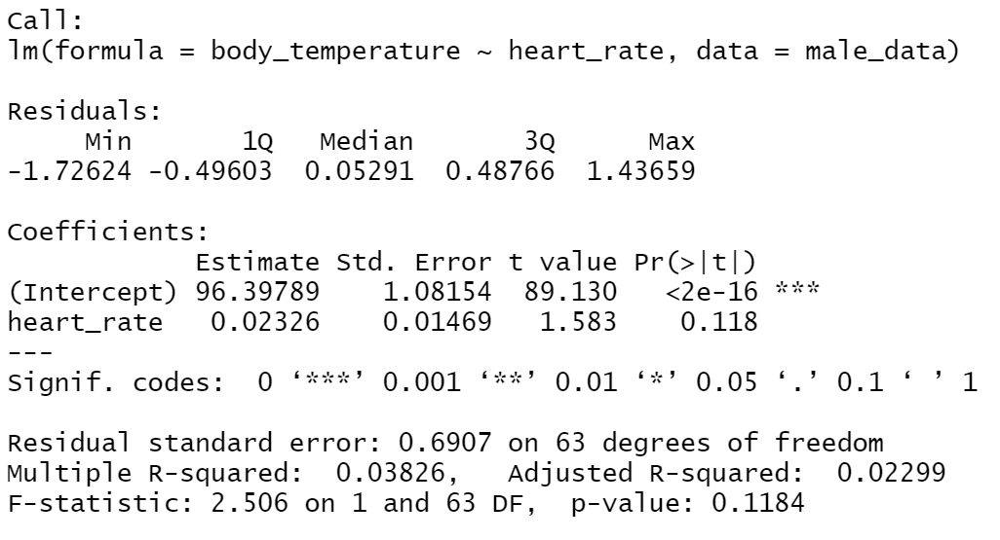 Call:
lm(formula = body_temperature ~ heart_rate, data = male_data)
Residuals:
Min 1Q Median 3Q Max
-1.72624 -0.49603 0.05291 0.48766 1.43659
Coefficients:
Estimate Std. Error t value Pr(>|t|)
(Intercept) 96.39789 1.08154 89.130 <2e-16 ***
heart_rate 0.02326 0.01469 1.583 0.118
---
Signif. codes: 0 ‘***’ 0.001 ‘**’ 0.01 ‘*’ 0.05 ‘.’ 0.1 ‘ ’ 1
Residual standard error: 0.6907 on 63 degrees of freedom
Multiple R-squared: 0.03826, Adjusted R-squared: 0.02299
F-statistic: 2.506 on 1 and 63 DF, p-value: 0.1184